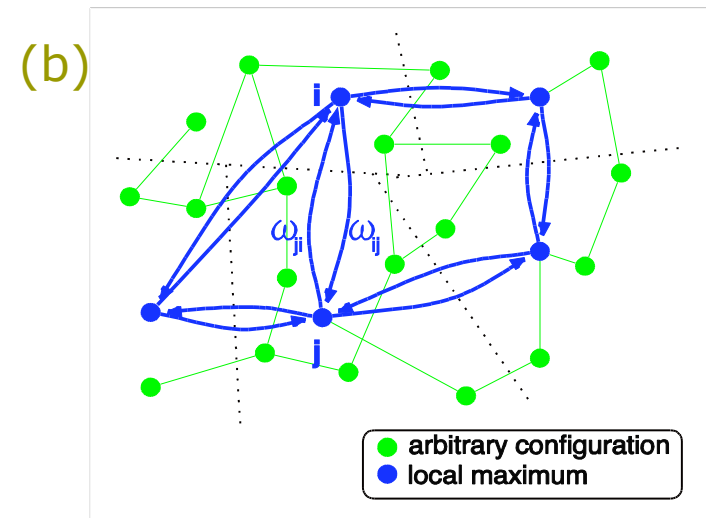 (b)
i
ω_ji ω_ij
j
arbitrary configuration
local maximum